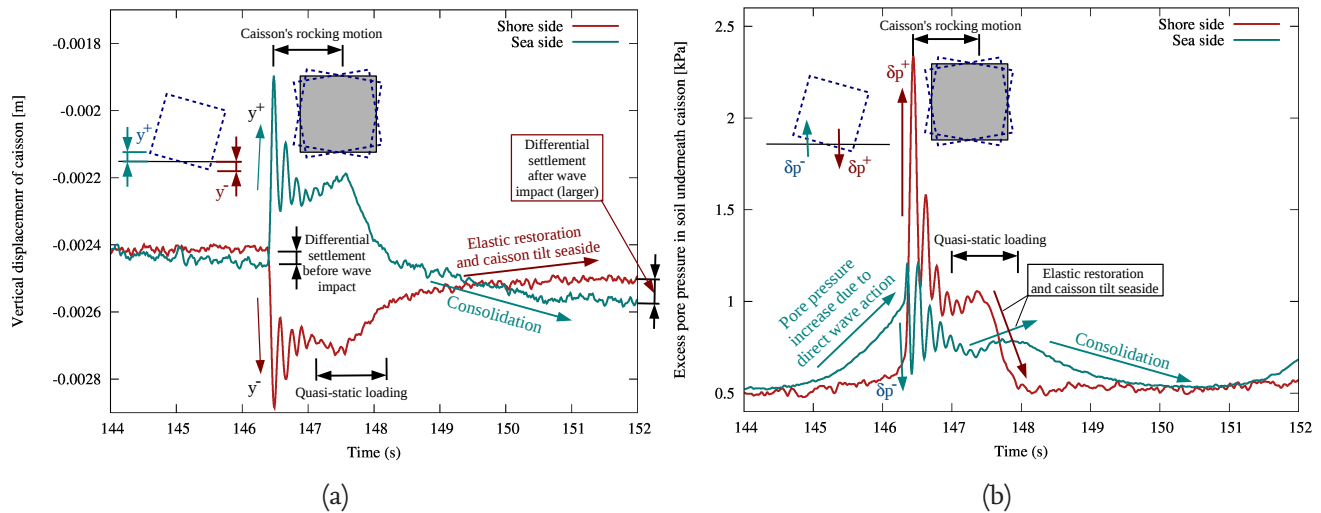 Shore side
Sea side
Caisson's rocking motion
-0.0018
-0.002
-0.0022
-0.0024
-0.0026
-0.0028
Vertical displacemenr of caisson [m]
y+
y-
y+
y-
Differential
settlement
before wave
impact
Differential
settlement
after wave
impact (larger)
Elastic restoration
and caisson tilt seaside
Consolidation
Quasi-static loading
144
145
146
147
148
149
150
151
152
Time (s)
(a)
Shore side
Sea side
Caisson's rocking motion
2.5
2
1.5
1
0.5
Excess pore pressure in soil underneath caisson [kPa]
δp+
δp-
δp+
δp-
Pore pressure
increase due to
direct wave action
Quasi-static loading
Elastic restoration
and caisson tilt seaside
Consolidation
144
145
146
147
148
149
150
151
152
Time (s)
(b)